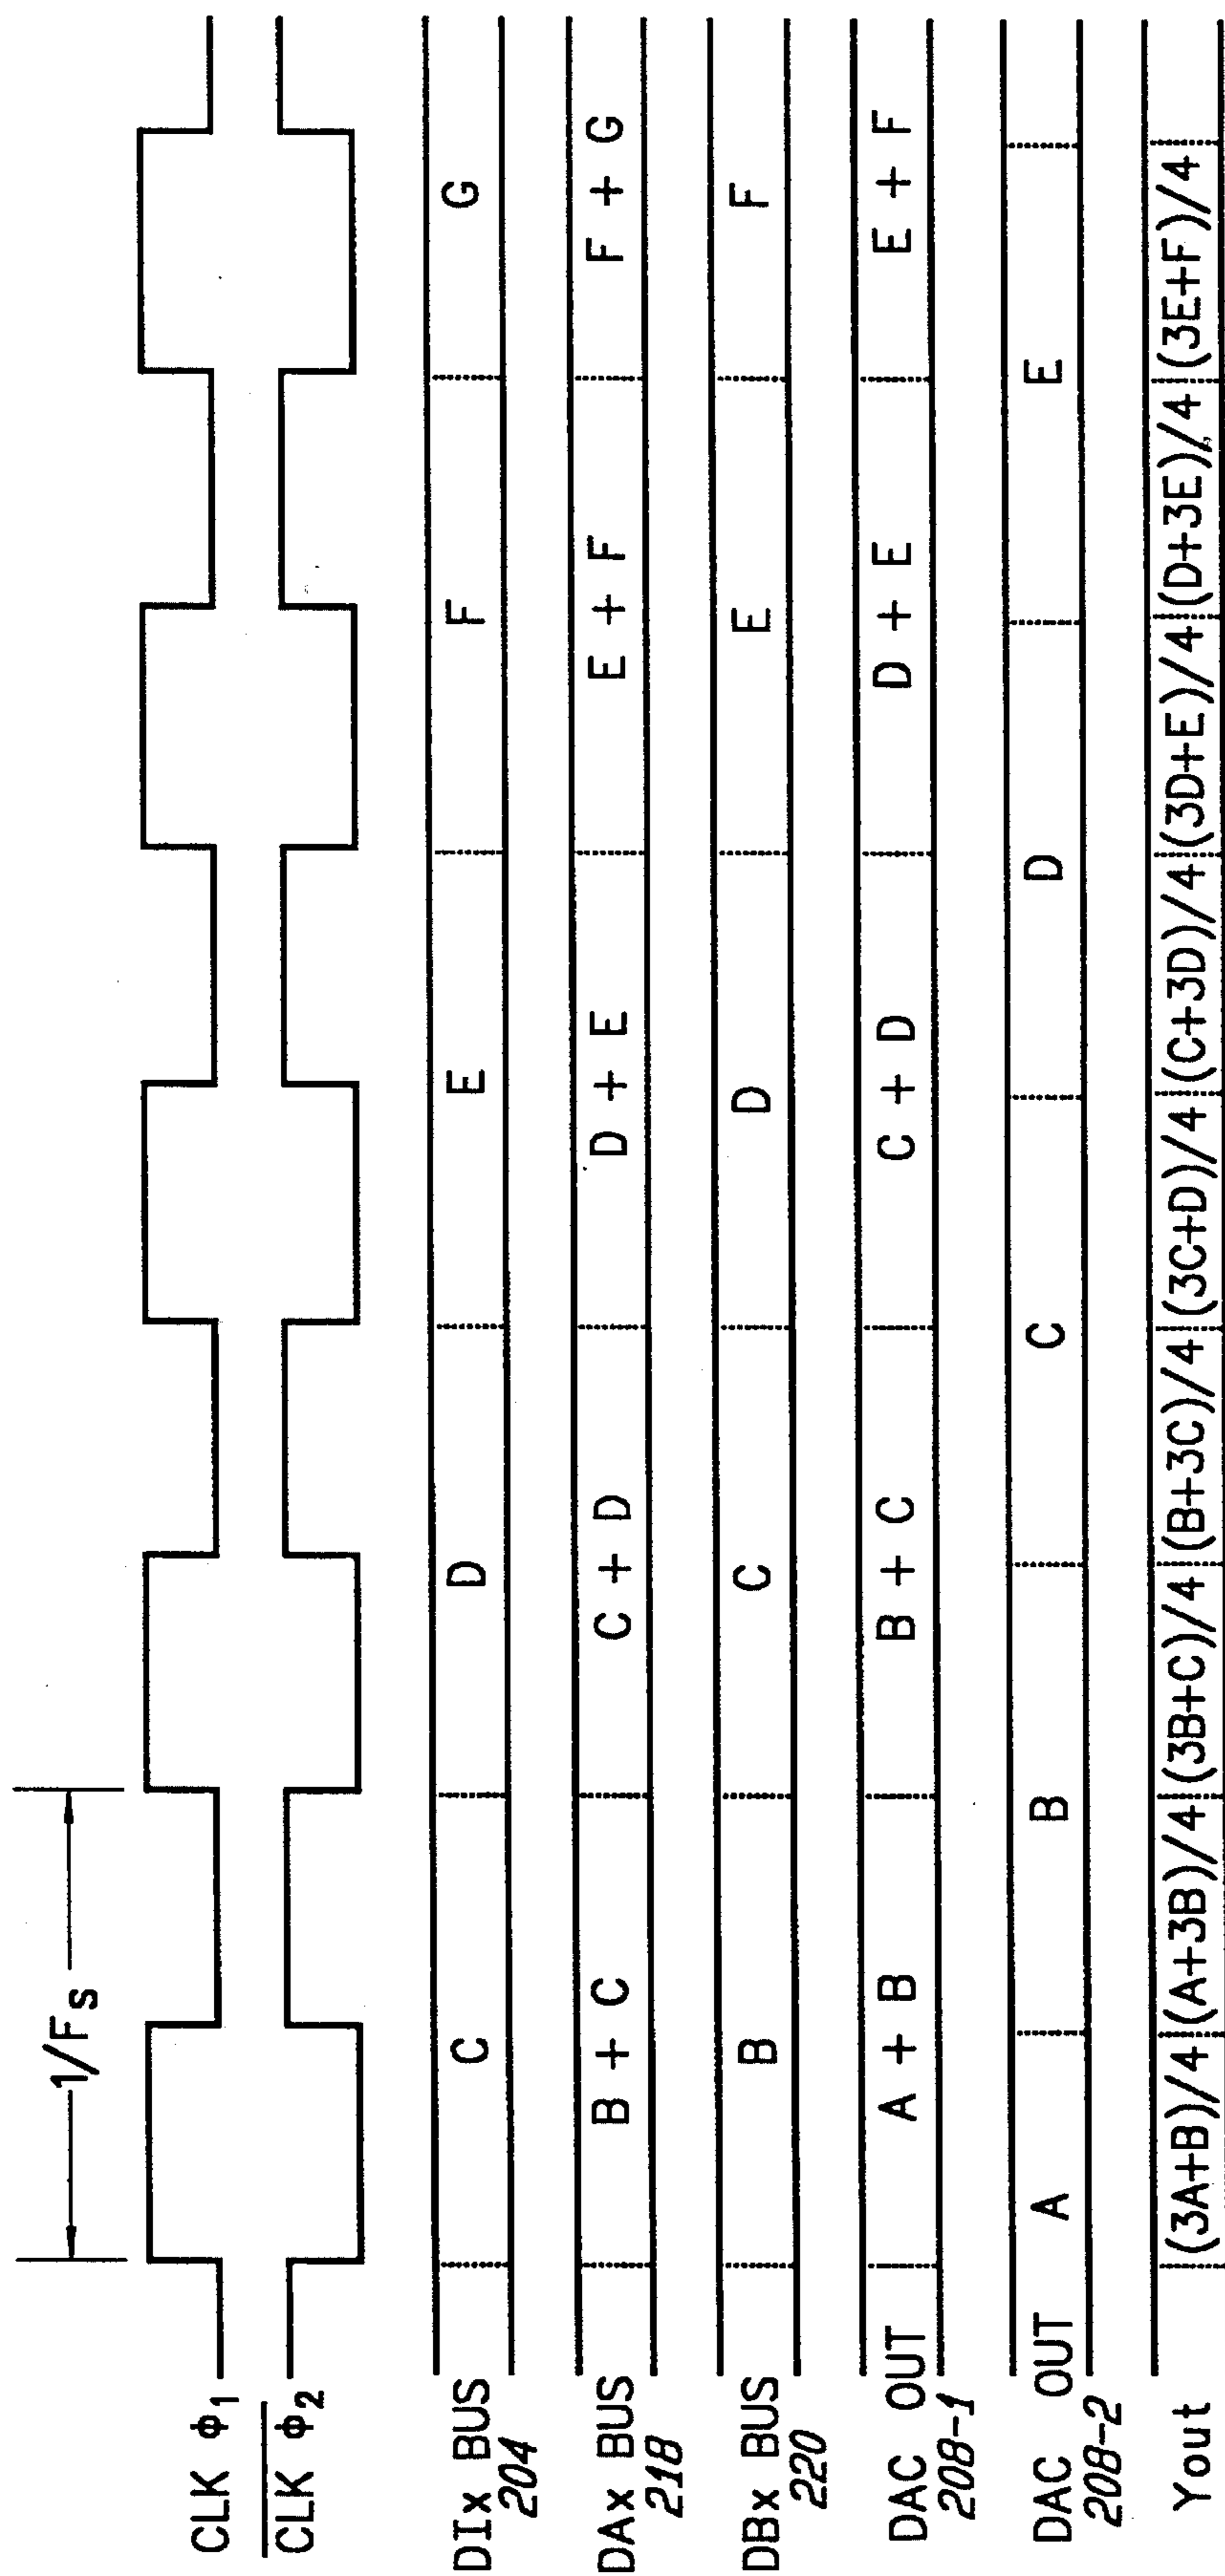 1/Fs
CLK ϕ1
CLK ϕ2
DIx BUS C D E F G
204
DAx BUS B + C C + D D + E E + F F + G
218
DBx BUS B C D E F
220
DAC OUT A + B B + C C + D D + E E + F
208-1
DAC OUT A B C D E
208-2
Yout (3A+B)/4 (A+3B)/4 (3B+C)/4 (B+3C)/4 (3C+D)/4 (C+3D)/4 (3D+E)/4 (D+3E)/4 (3E+F)/4